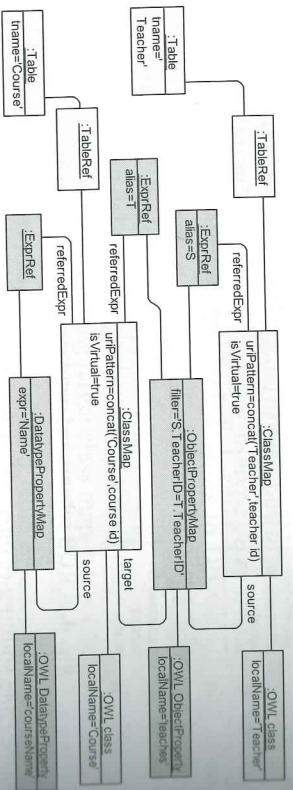 :Table
tname='
Teacher'
:TableRef
:ClassMap
uriPattern=concat('Teacher',teacher id)
isVirtual=true
:OWL class
localName='Teacher'
referredExpr
source
:ExprRef
alias=S
:ObjectPropertyMap
filter='S.TeacherID=T.TeacherID'
:OWL ObjectProperty
localName='teaches'
:ExprRef
alias=T
referredExpr
target
:Table
tname='Course'
:TableRef
:ClassMap
uriPattern=concat('Course',course id)
isVirtual=true
:OWL class
localName='Course'
referredExpr
source
:ExprRef
:DatatypePropertyMap
expr='Name'
:OWL DatatypeProperty
localName='courseName'